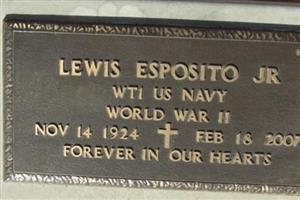 LEWIS ESPOSITO JR
WT1 US NAVY
WORLD WAR II
NOV 14 1924 ✝ FEB 18 2007
FOREVER IN OUR HEARTS